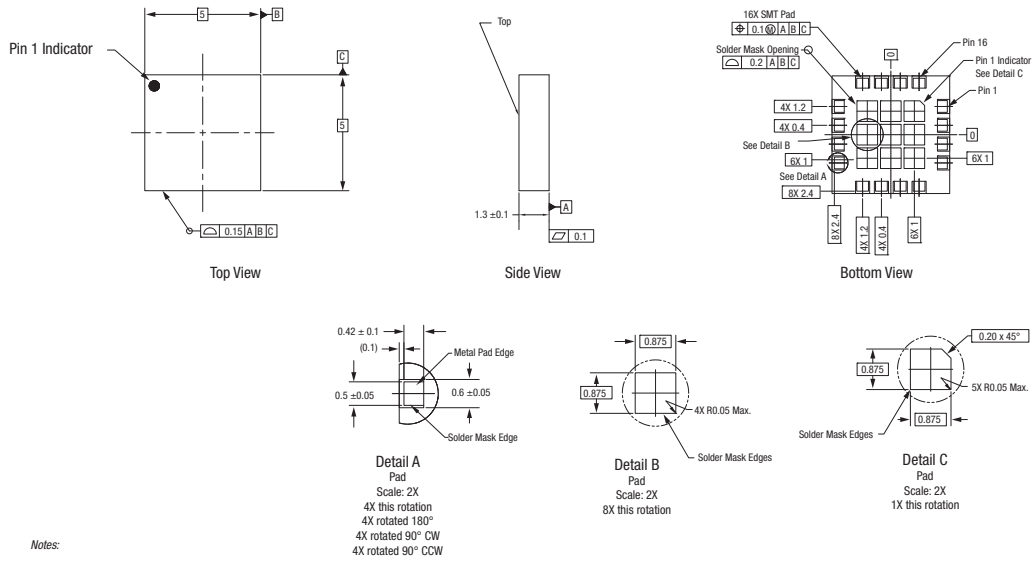 5
B
Pin 1 Indicator
C
5
0.15 A B C
Top View
Top
1.3 ±0.1
A
0.1
Side View
16X SMT Pad
0.1 Ⓜ A B C
Solder Mask Opening
0.2 A B C
0
Pin 16
Pin 1 Indicator
See Detail C
Pin 1
4X 1.2
4X 0.4
See Detail B
0
6X 1
6X 1
See Detail A
8X 2.4
8X 2.4
4X 1.2
4X 0.4
6X 1
Bottom View
0.42 ± 0.1
(0.1)
Metal Pad Edge
0.5 ±0.05
0.6 ±0.05
Solder Mask Edge
Detail A
Pad
Scale: 2X
4X this rotation
4X rotated 180°
4X rotated 90° CW
4X rotated 90° CCW
0.875
0.875
4X R0.05 Max.
Solder Mask Edges
Detail B
Pad
Scale: 2X
8X this rotation
0.20 x 45°
0.875
5X R0.05 Max.
0.875
Solder Mask Edges
Detail C
Pad
Scale: 2X
1X this rotation
Notes: